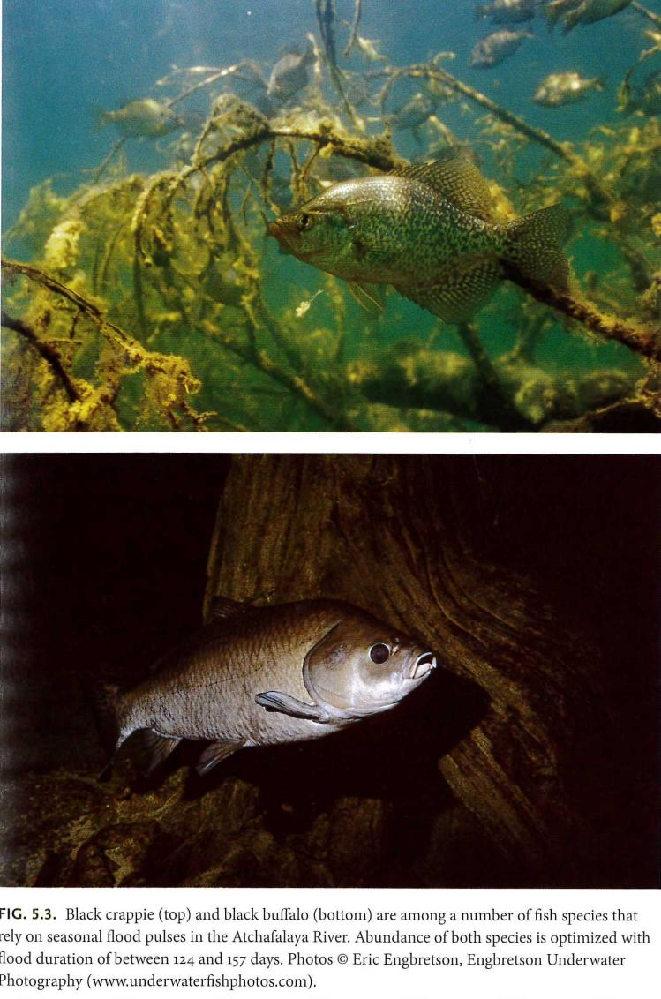 FIG. 5.3. Black crappie (top) and black buffalo (bottom) are among a number of fish species that
rely on seasonal flood pulses in the Atchafalaya River. Abundance of both species is optimized with
flood duration of between 124 and 157 days. Photos © Eric Engbretson, Engbretson Underwater
Photography (www.underwaterfishphotos.com).